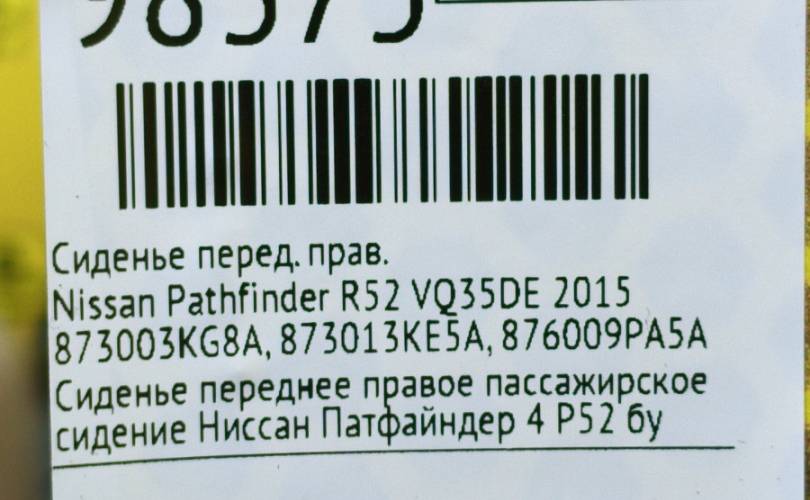 Сиденье перед. прав.
Nissan Pathfinder R52 VQ35DE 2015
873003KG8A, 873013KE5A, 876009PA5A
Сиденье переднее правое пассажирское
сидение Ниссан Патфайндер 4 Р52 бу